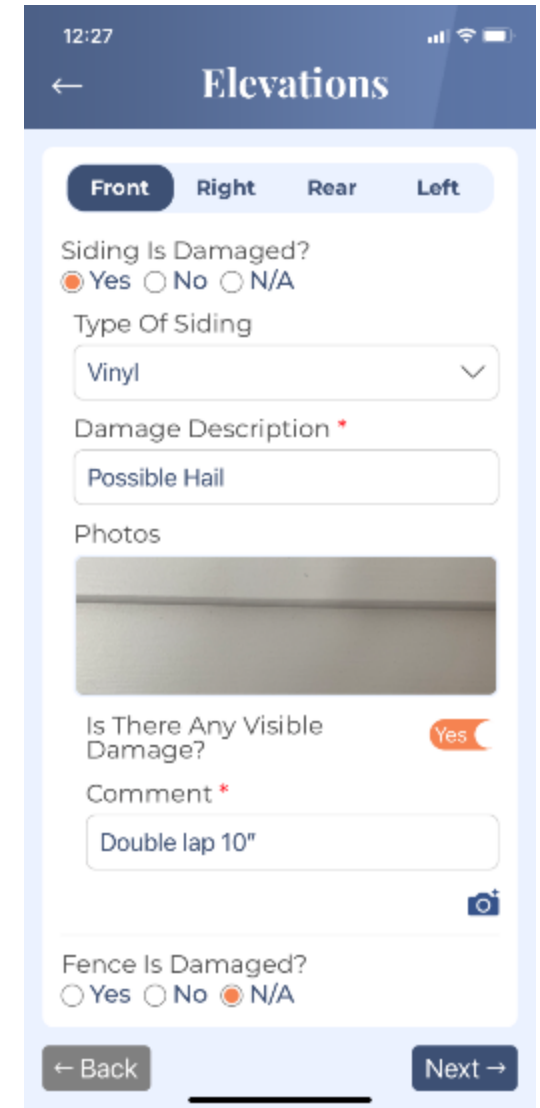 12:27
← Elevations
Front Right Rear Left
Siding Is Damaged?
Yes No N/A
Type Of Siding
Vinyl
Damage Description *
Possible Hail
Photos
Is There Any Visible
Damage?
Yes
Comment *
Double lap 10"
Fence Is Damaged?
Yes No N/A
← Back Next →